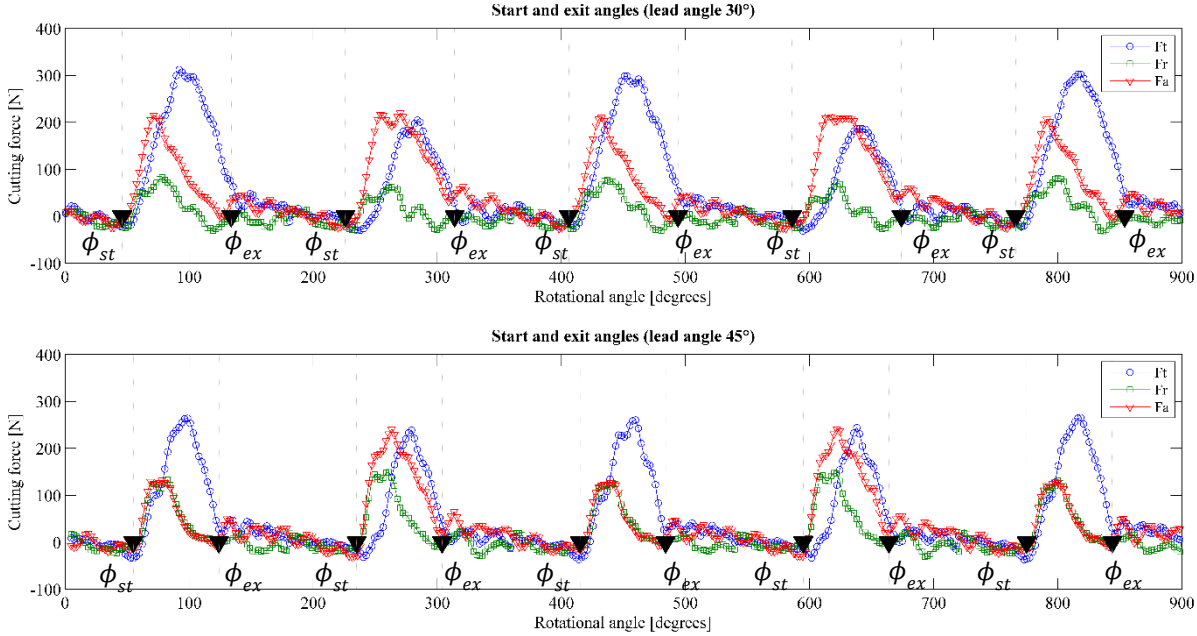 Start and exit angles (lead angle 30°)
400
300
200
100
0
-100
Cutting force [N]
Ft
Fr
Fa
ϕst ϕex ϕst ϕex ϕst ϕex ϕst ϕex ϕst ϕex
0 100 200 300 400 500 600 700 800 900
Rotational angle [degrees]
Start and exit angles (lead angle 45°)
400
300
200
100
0
-100
Cutting force [N]
Ft
Fr
Fa
ϕst ϕex ϕst ϕex ϕst ϕex ϕst ϕex ϕst ϕex
0 100 200 300 400 500 600 700 800 900
Rotational angle [degrees]